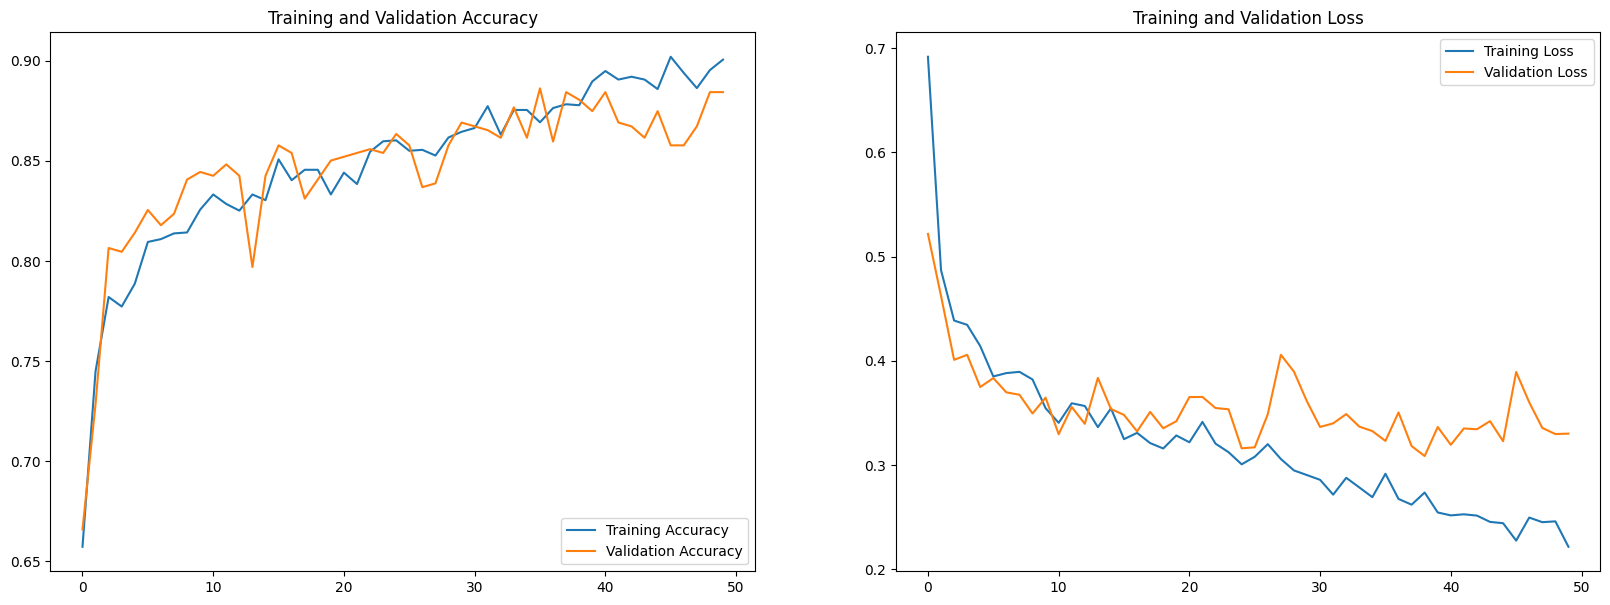 Training and Validation Accuracy
0.90
0.85
0.80
0.75
0.70
0.65
0 10 20 30 40 50
Training Accuracy
Validation Accuracy
Training and Validation Loss
0.7
0.6
0.5
0.4
0.3
0.2
0 10 20 30 40 50
Training Loss
Validation Loss